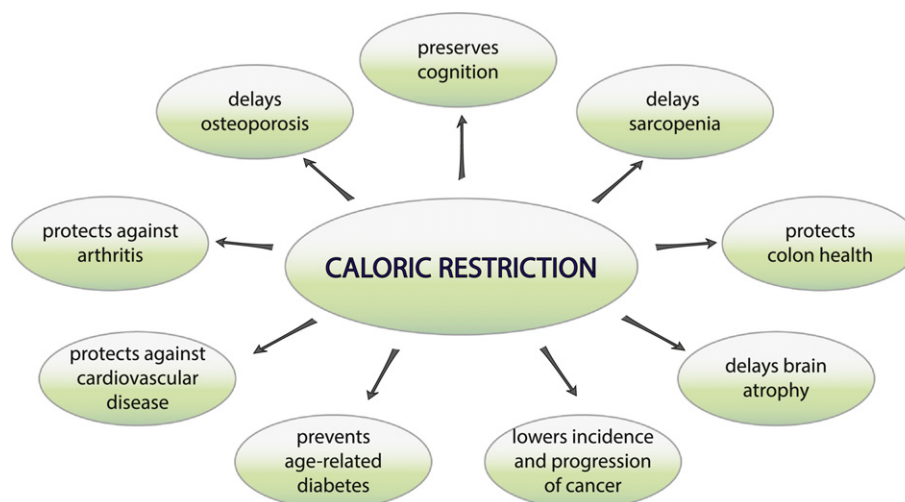 preserves
cognition
delays
osteoporosis
delays
sarcopenia
protects against
arthritis
CALORIC RESTRICTION
protects
colon health
protects against
cardiovascular
disease
delays brain
atrophy
prevents
age-related
diabetes
lowers incidence
and progression
of cancer